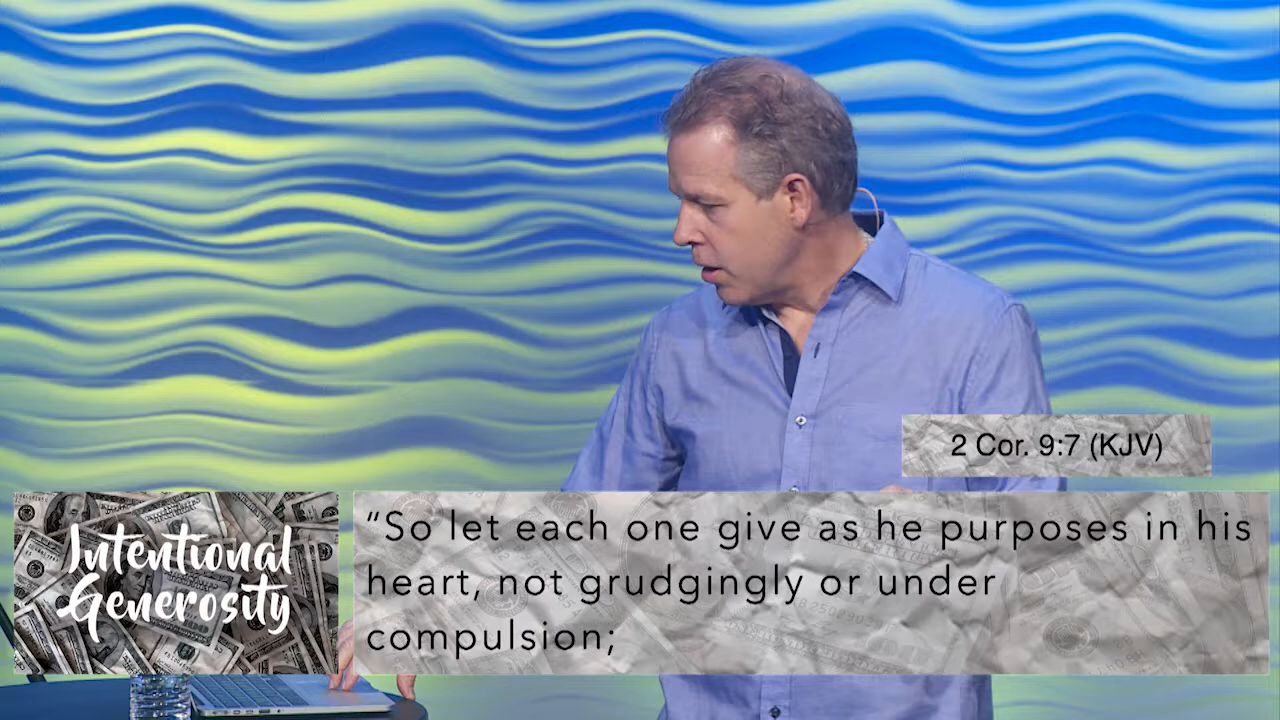 2 Cor. 9:7 (KJV)
Intentional
Generosity
“So let each one give as he purposes in his
heart, not grudgingly or under
compulsion;